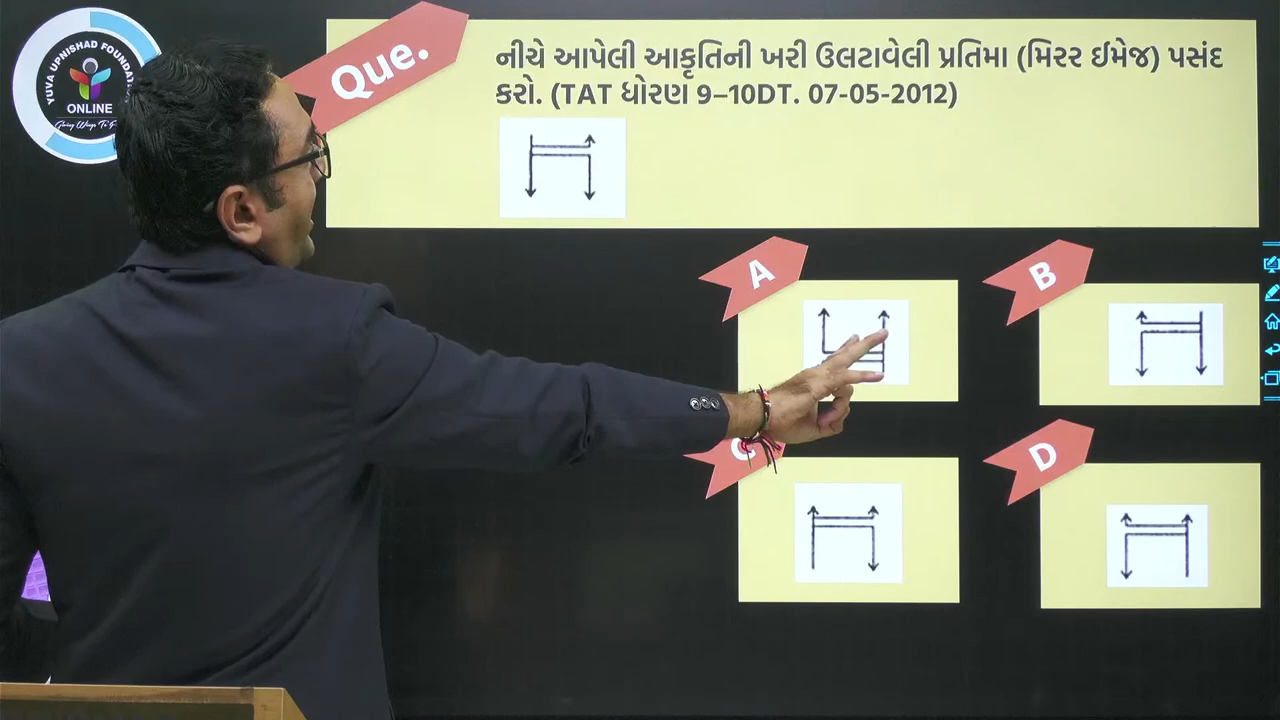 YUVA UPNISHAD FOUNDAT
ONLINE
Que.
નીચે આપેલી આકૃતિની ખરી ઉલટાવેલી પ્રતિમા (મિરર ઈમેજ) પસંદ
કરો. (TAT ધોરણ 9–10DT. 07-05-2012)
A
B
C
D